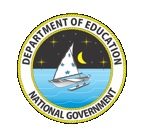 DEPARTMENT OF EDUCATION
NATIONAL GOVERNMENT